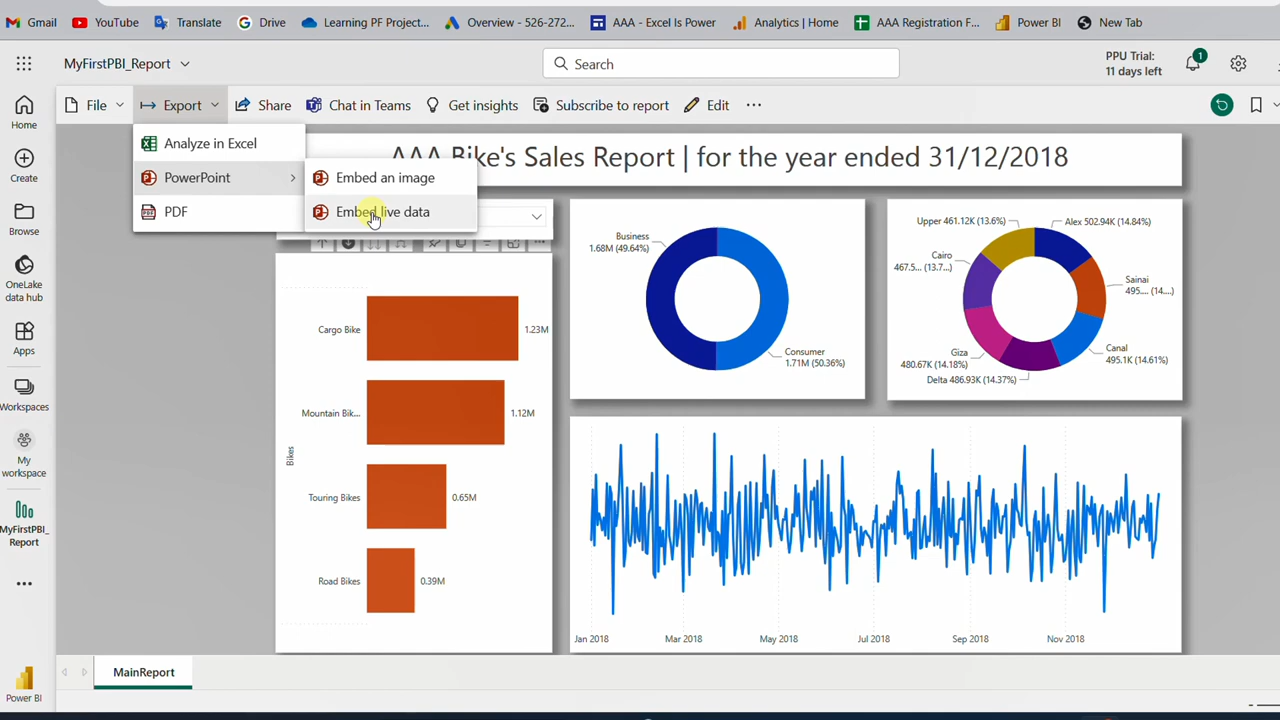 Gmail
YouTube
Translate
Drive
Learning PF Project...
Overview - 526-272...
AAA - Excel Is Power
Analytics | Home
AAA Registration F...
Power BI
New Tab
MyFirstPBI_Report
Search
PPU Trial:
11 days left
1
File
Export
Share
Chat in Teams
Get insights
Subscribe to report
Edit
Home
Create
Browse
OneLake
data hub
Apps
Workspaces
My
workspace
MyFirstPBI_
Report
Power BI
Analyze in Excel
PowerPoint
PDF
Embed an image
Embed live data
AAA Bike's Sales Report | for the year ended 31/12/2018
Bikes
Cargo Bike
1.23M
Mountain Bik...
1.12M
Touring Bikes
0.65M
Road Bikes
0.39M
Business
1.68M (49.64%)
Consumer
1.71M (50.36%)
Upper 461.12K (13.6%)
Alex 502.94K (14.84%)
Cairo
467.5... (13.7...)
Sainai
495.... (14....)
Giza
480.67K (14.18%)
Canal
495.1K (14.61%)
Delta 486.93K (14.37%)
Jan 2018
Mar 2018
May 2018
Jul 2018
Sep 2018
Nov 2018
MainReport